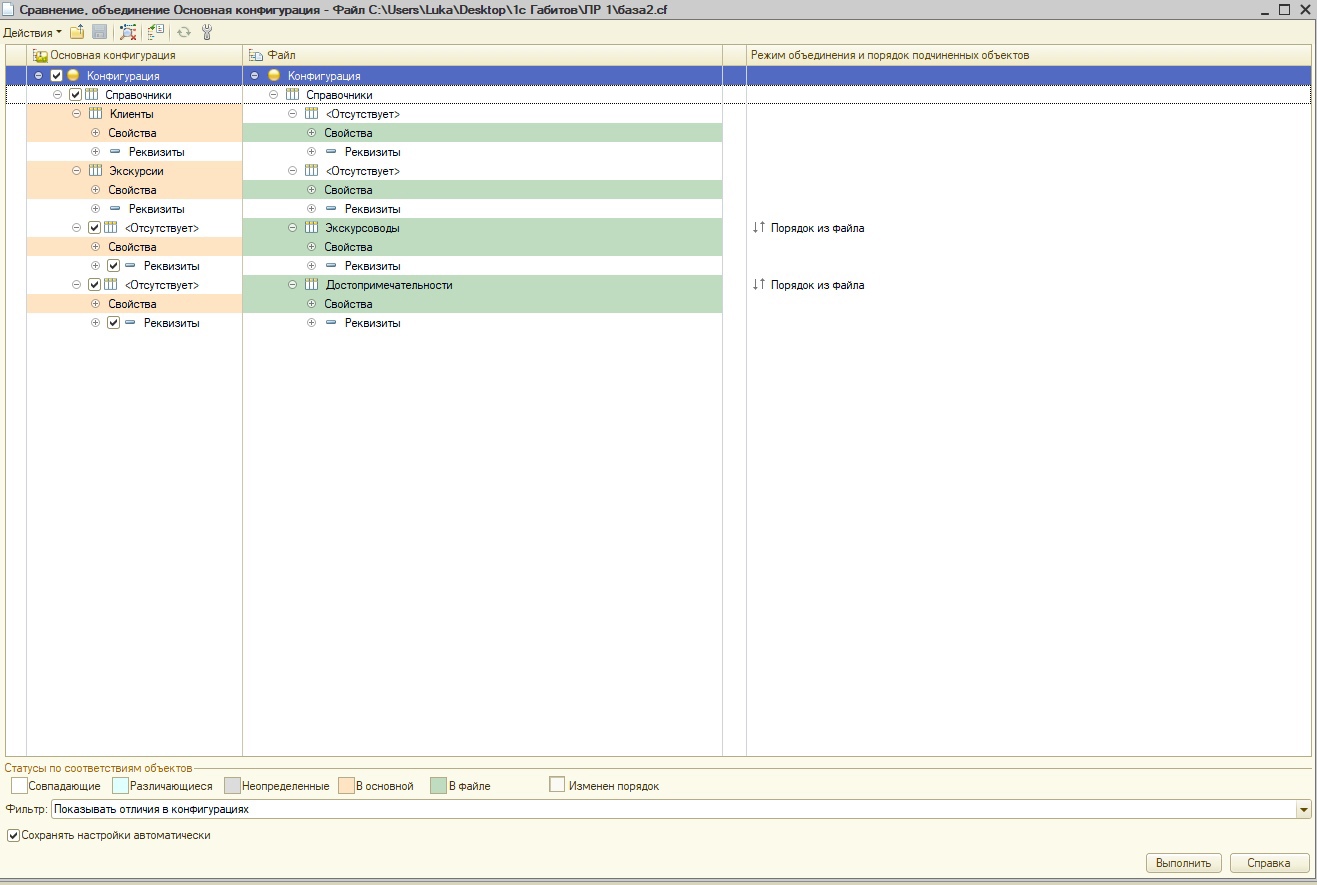 Сравнение, объединение Основная конфигурация - Файл C:\Users\Luka\Desktop\1с Габитов\ПР 1\база2.cf
Действия
Основная конфигурация Файл Режим объединения и порядок подчиненных объектов
Конфигурация Конфигурация
Справочники Справочники
Клиенты <Отсутствует>
Свойства Свойства
Реквизиты Реквизиты
Экскурсии <Отсутствует>
Свойства Свойства
Реквизиты Реквизиты
<Отсутствует> Экскурсоводы Порядок из файла
Свойства Свойства
Реквизиты Реквизиты
<Отсутствует> Достопримечательности Порядок из файла
Свойства Свойства
Реквизиты Реквизиты
Статусы по соответствиям объектов
Совпадающие Различающиеся Неопределенные В основной В файле Изменен порядок
Фильтр: Показывать отличия в конфигурациях
Сохранять настройки автоматически
Выполнить Справка